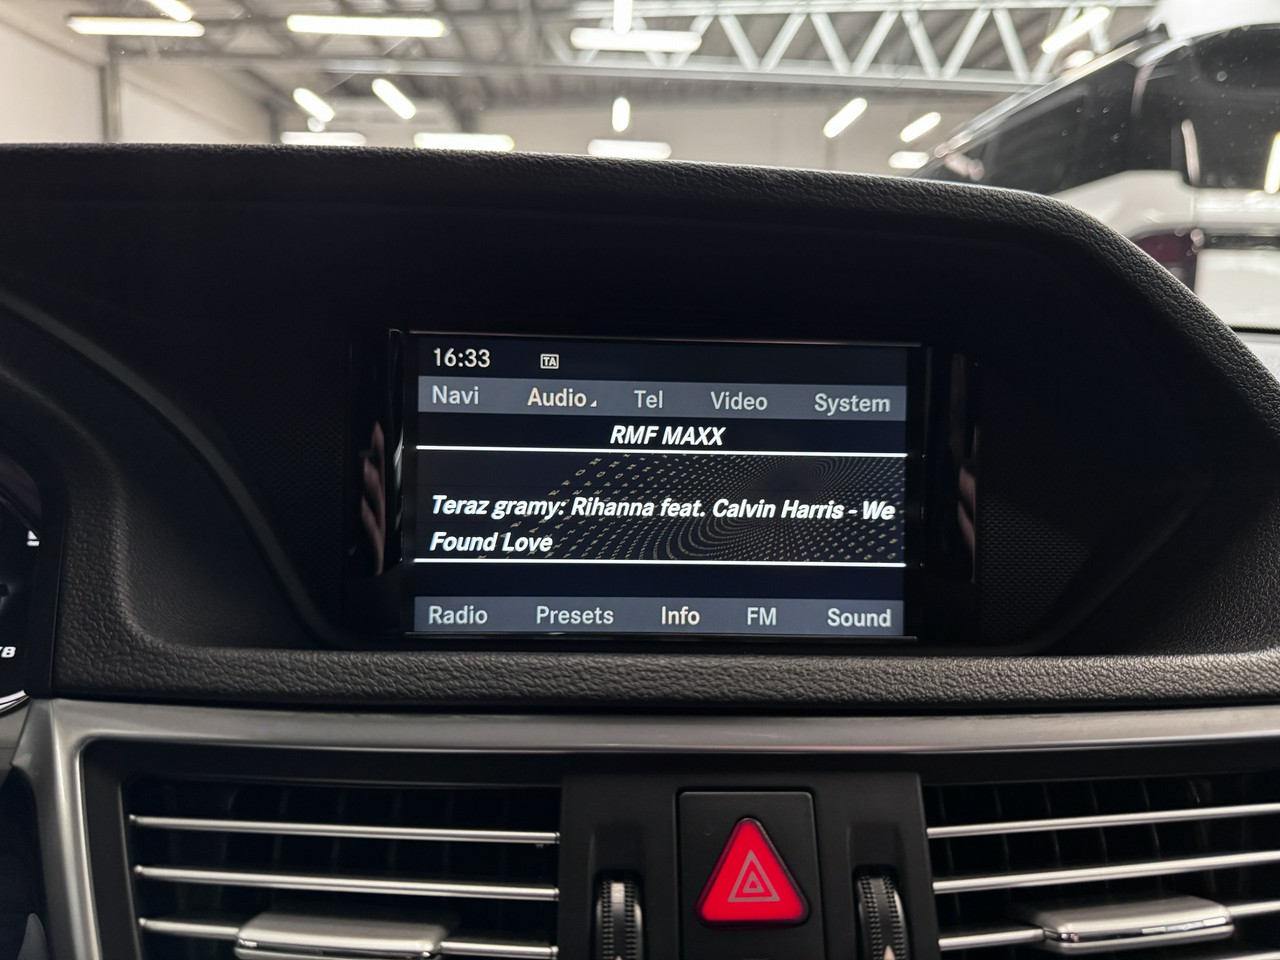 16:33 TA
Navi Audio Tel Video System
RMF MAXX
Teraz gramy: Rihanna feat. Calvin Harris - We
Found Love
Radio Presets Info FM Sound